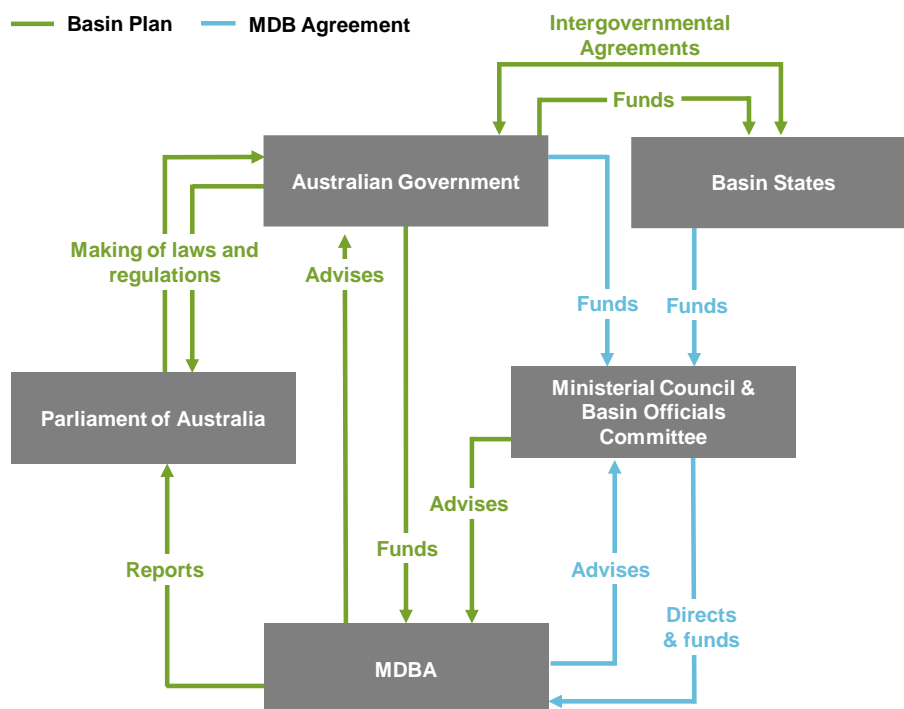 Basin Plan
MDB Agreement
Intergovernmental
Agreements
Funds
Australian Government
Basin States
Making of laws and
regulations
Advises
Funds
Funds
Parliament of Australia
Ministerial Council &
Basin Officials
Committee
Advises
Reports
Funds
Advises
Directs
& funds
MDBA